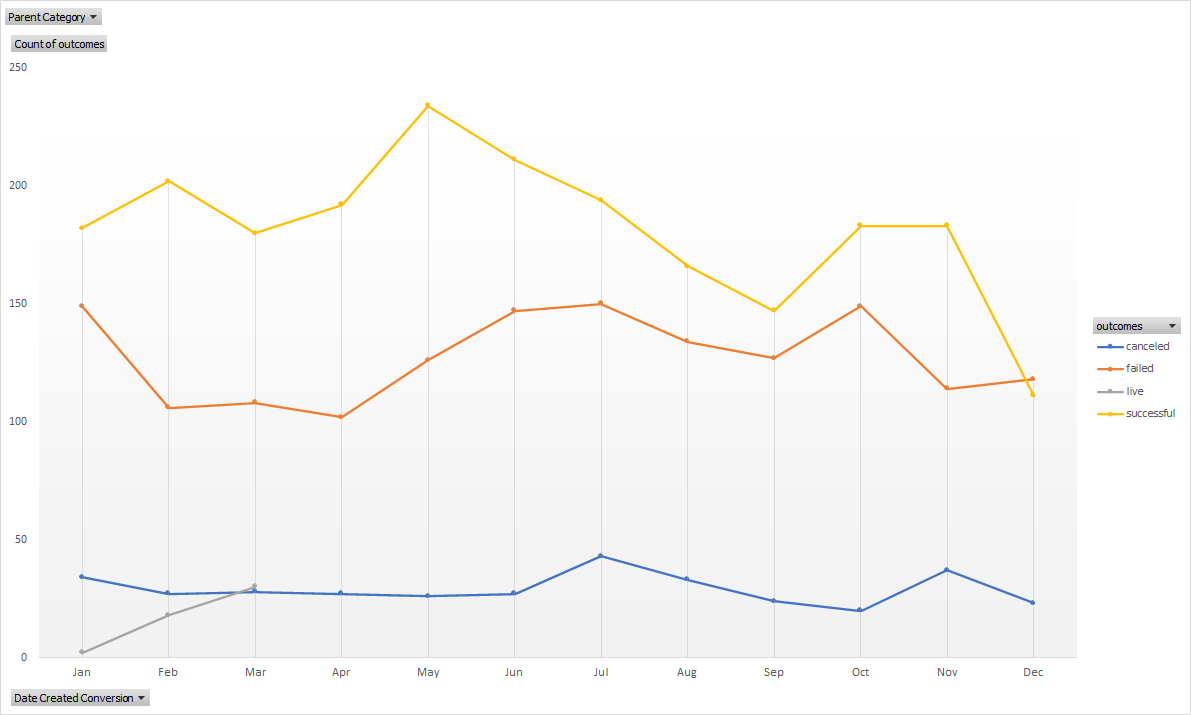 Parent Category
Count of outcomes
250
200
150
100
50
0
Jan Feb Mar Apr May Jun Jul Aug Sep Oct Nov Dec
outcomes
canceled
failed
live
successful
Date Created Conversion